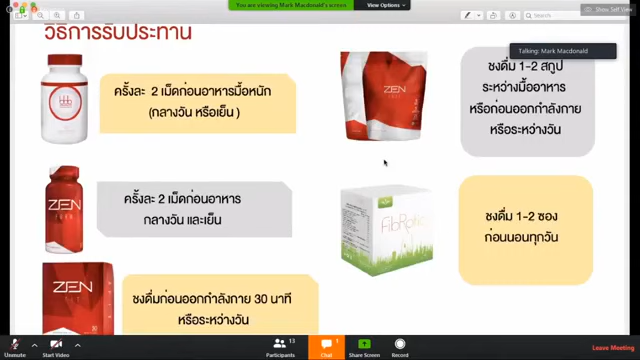 You are viewing Mark Macdonald's screen
View Options
Show Self View
Search
Talking: Mark Macdonald
วิธีการรับประทาน
ครั้งละ 2 เม็ดก่อนอาหารมื้อหนัก
(กลางวัน หรือเย็น )
ZEN
ชงดื่ม 1-2 สกูป
ระหว่างมื้ออาหาร
หรือก่อนออกกำลังกาย
หรือระหว่างวัน
ZEN
ครั้งละ 2 เม็ดก่อนอาหาร
กลางวัน และเย็น
FibRotic
ชงดื่ม 1-2 ซอง
ก่อนนอนทุกวัน
ZEN
30
ชงดื่มก่อนออกกำลังกาย 30 นาที
หรือระหว่างวัน
Unmute
Start Video
13
Participants
1
Chat
Share Screen
Record
Leave Meeting